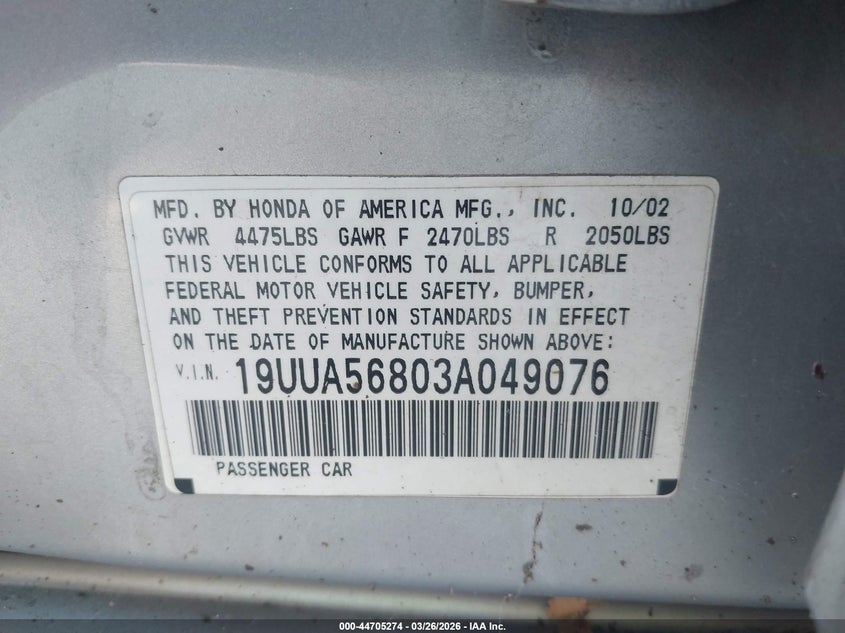 MFD. BY HONDA OF AMERICA MFG., INC. 10/02
GVWR 4475LBS GAWR F 2470LBS R 2050LBS
THIS VEHICLE CONFORMS TO ALL APPLICABLE
FEDERAL MOTOR VEHICLE SAFETY, BUMPER,
AND THEFT PREVENTION STANDARDS IN EFFECT
ON THE DATE OF MANUFACTURE SHOWN ABOVE:
V.I.N. 19UUA56803A049076
PASSENGER CAR
000-44705274 - 03/26/2026 - IAA Inc.